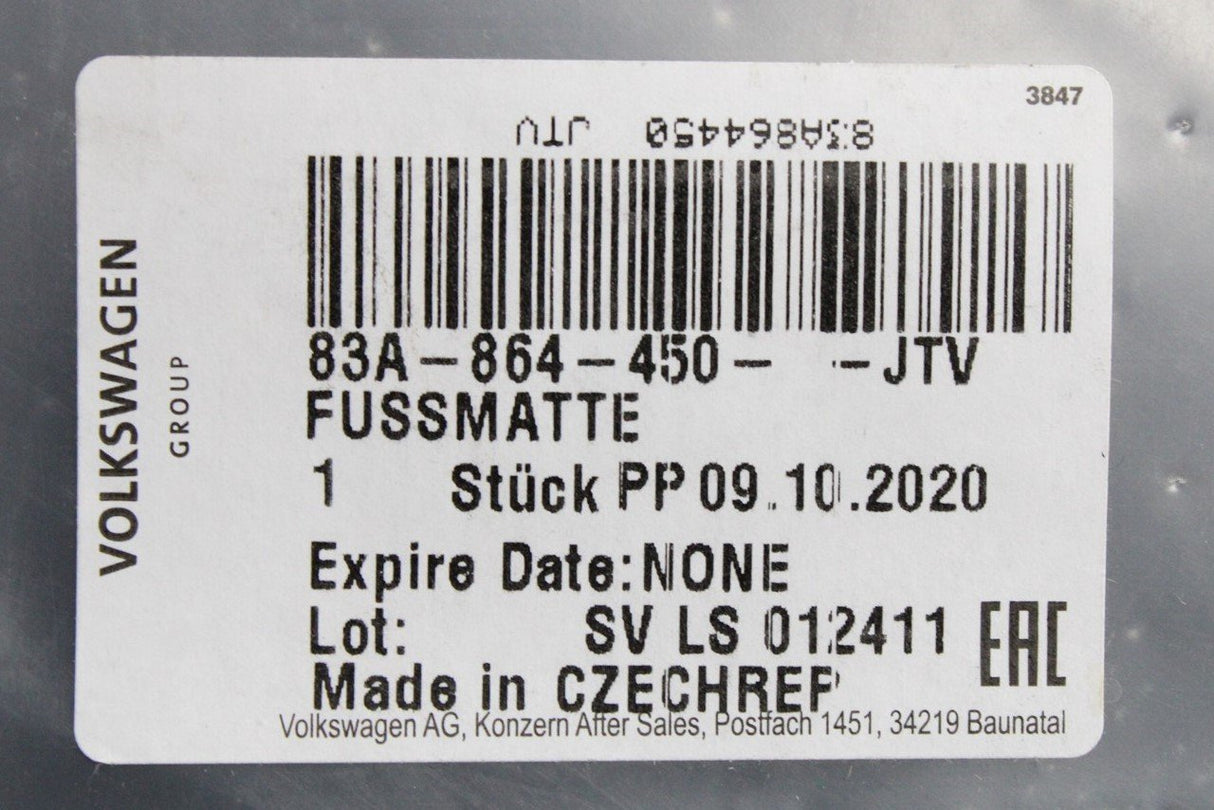 3847
83A864450 JTV
83A-864-450- -JTV
FUSSMATTE
1 Stück PP 09.10.2020
Expire Date:NONE
Lot: SV LS 012411
EAC
Made in CZECHREP
Volkswagen AG, Konzern After Sales, Postfach 1451, 34219 Baunatal
VOLKSWAGEN
GROUP